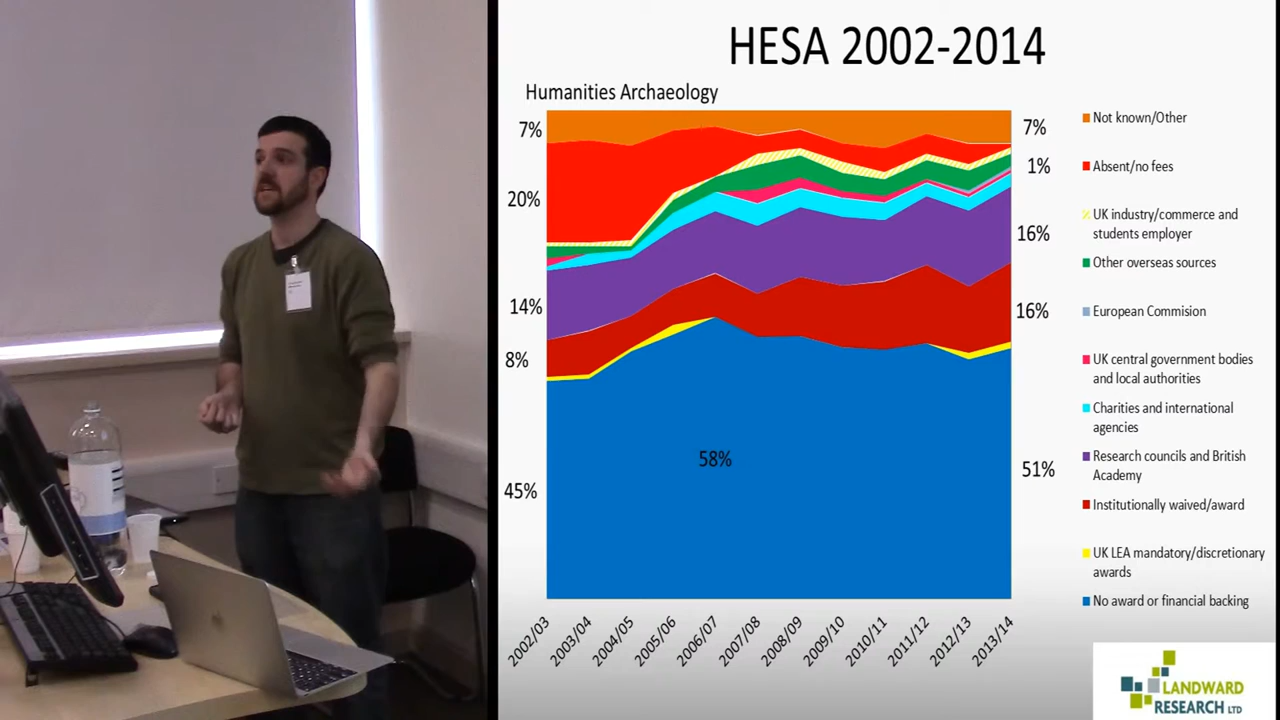 HESA 2002-2014
Humanities Archaeology
7%
20%
14%
8%
45%
58%
7%
1%
16%
16%
51%
Not known/Other
Absent/no fees
UK industry/commerce and
students employer
Other overseas sources
European Commision
UK central government bodies
and local authorities
Charities and international
agencies
Research councils and British
Academy
Institutionally waived/award
UK LEA mandatory/discretionary
awards
No award or financial backing
2002/03
2003/04
2004/05
2005/06
2006/07
2007/08
2008/09
2009/10
2010/11
2011/12
2012/13
2013/14
LANDWARD
RESEARCH LTD